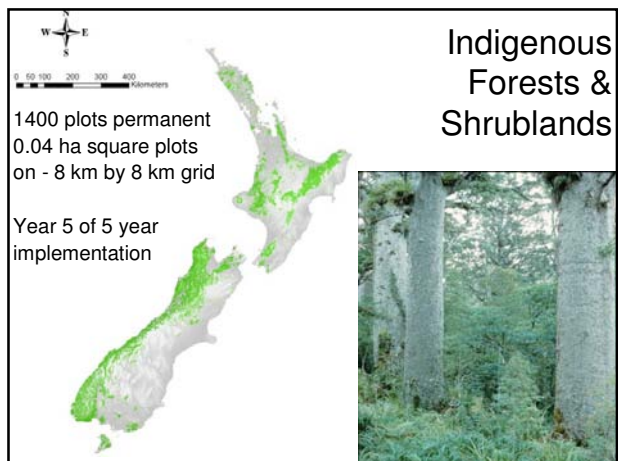 N
W E
S
0 50 100 200 300 400
Kilometers
Indigenous
Forests &
Shrublands
1400 plots permanent
0.04 ha square plots
on - 8 km by 8 km grid
Year 5 of 5 year
implementation